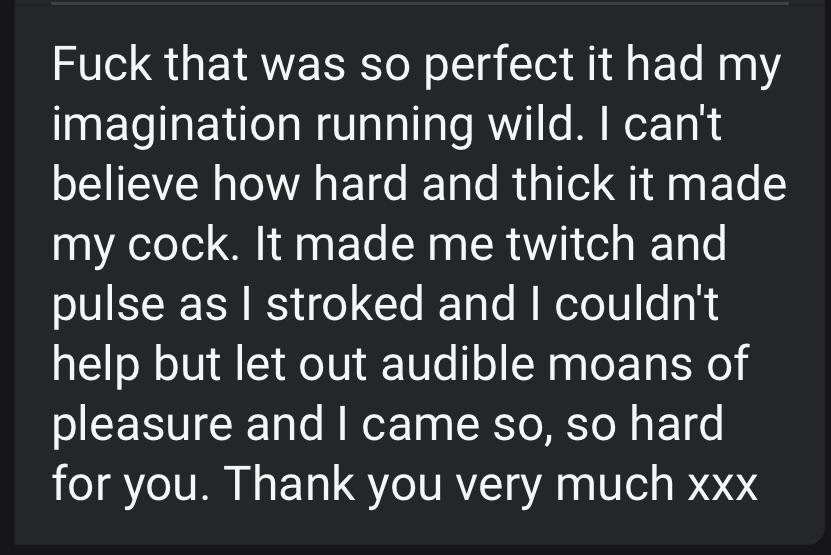 Fuck that was so perfect it had my
imagination running wild. I can't
believe how hard and thick it made
my cock. It made me twitch and
pulse as I stroked and I couldn't
help but let out audible moans of
pleasure and I came so, so hard
for you. Thank you very much xxx